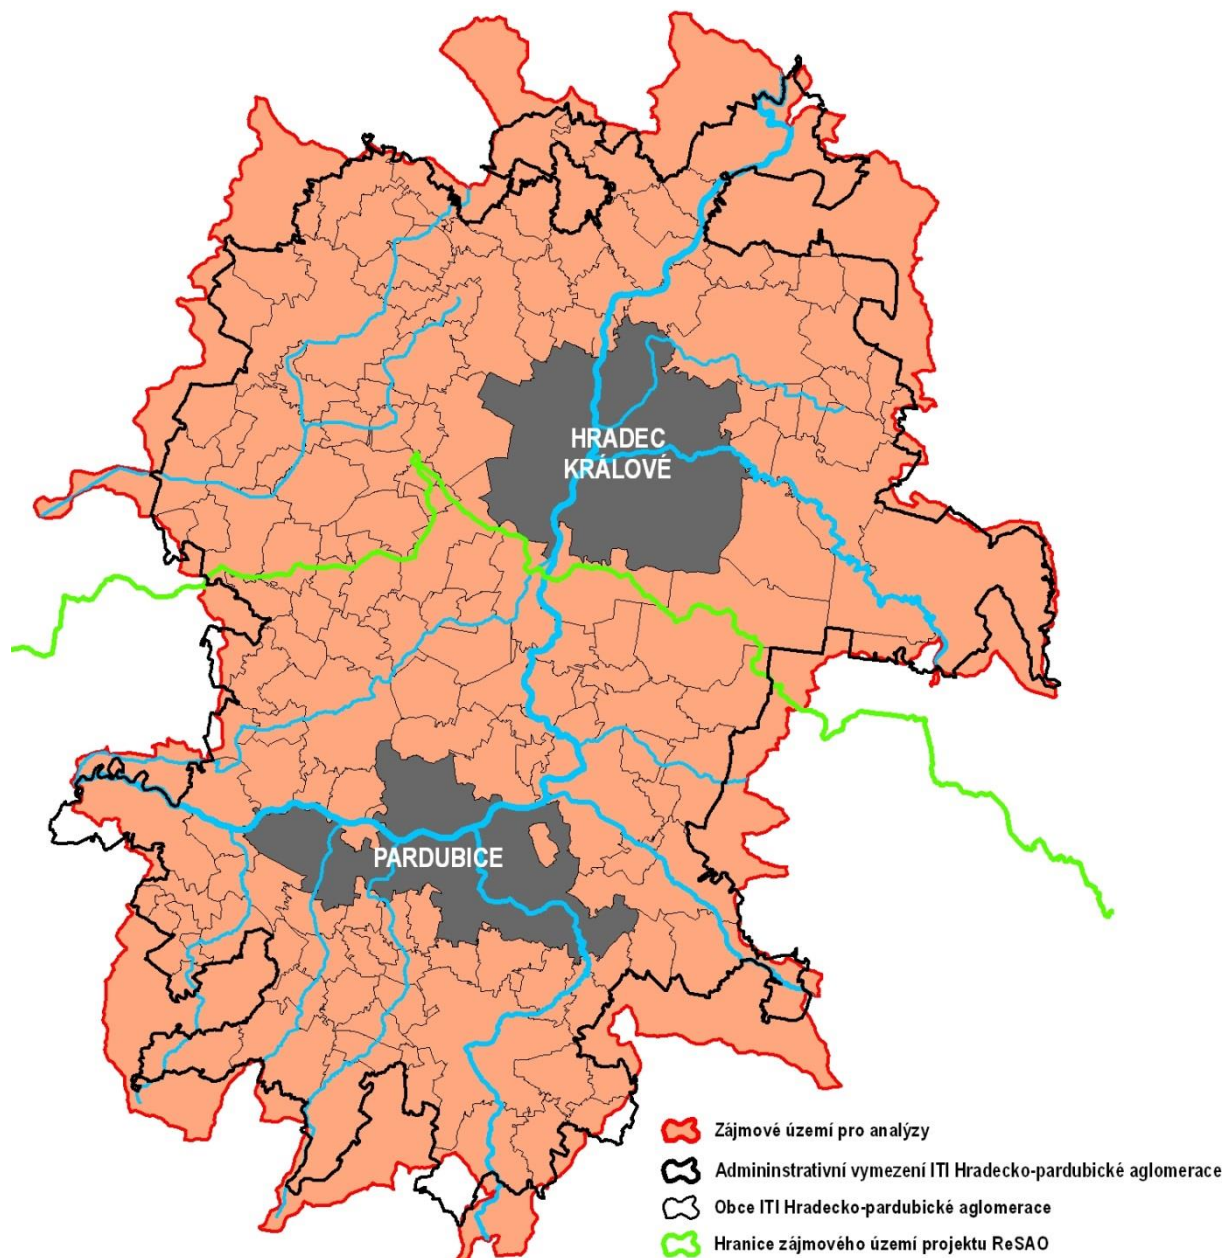 HRADEC
KRÁLOVÉ
PARDUBICE
Zájmové území pro analýzy
Admininstrativní vymezení ITI Hradecko-pardubické aglomerace
Obce ITI Hradecko-pardubické aglomerace
Hranice zájmového území projektu ReSAO